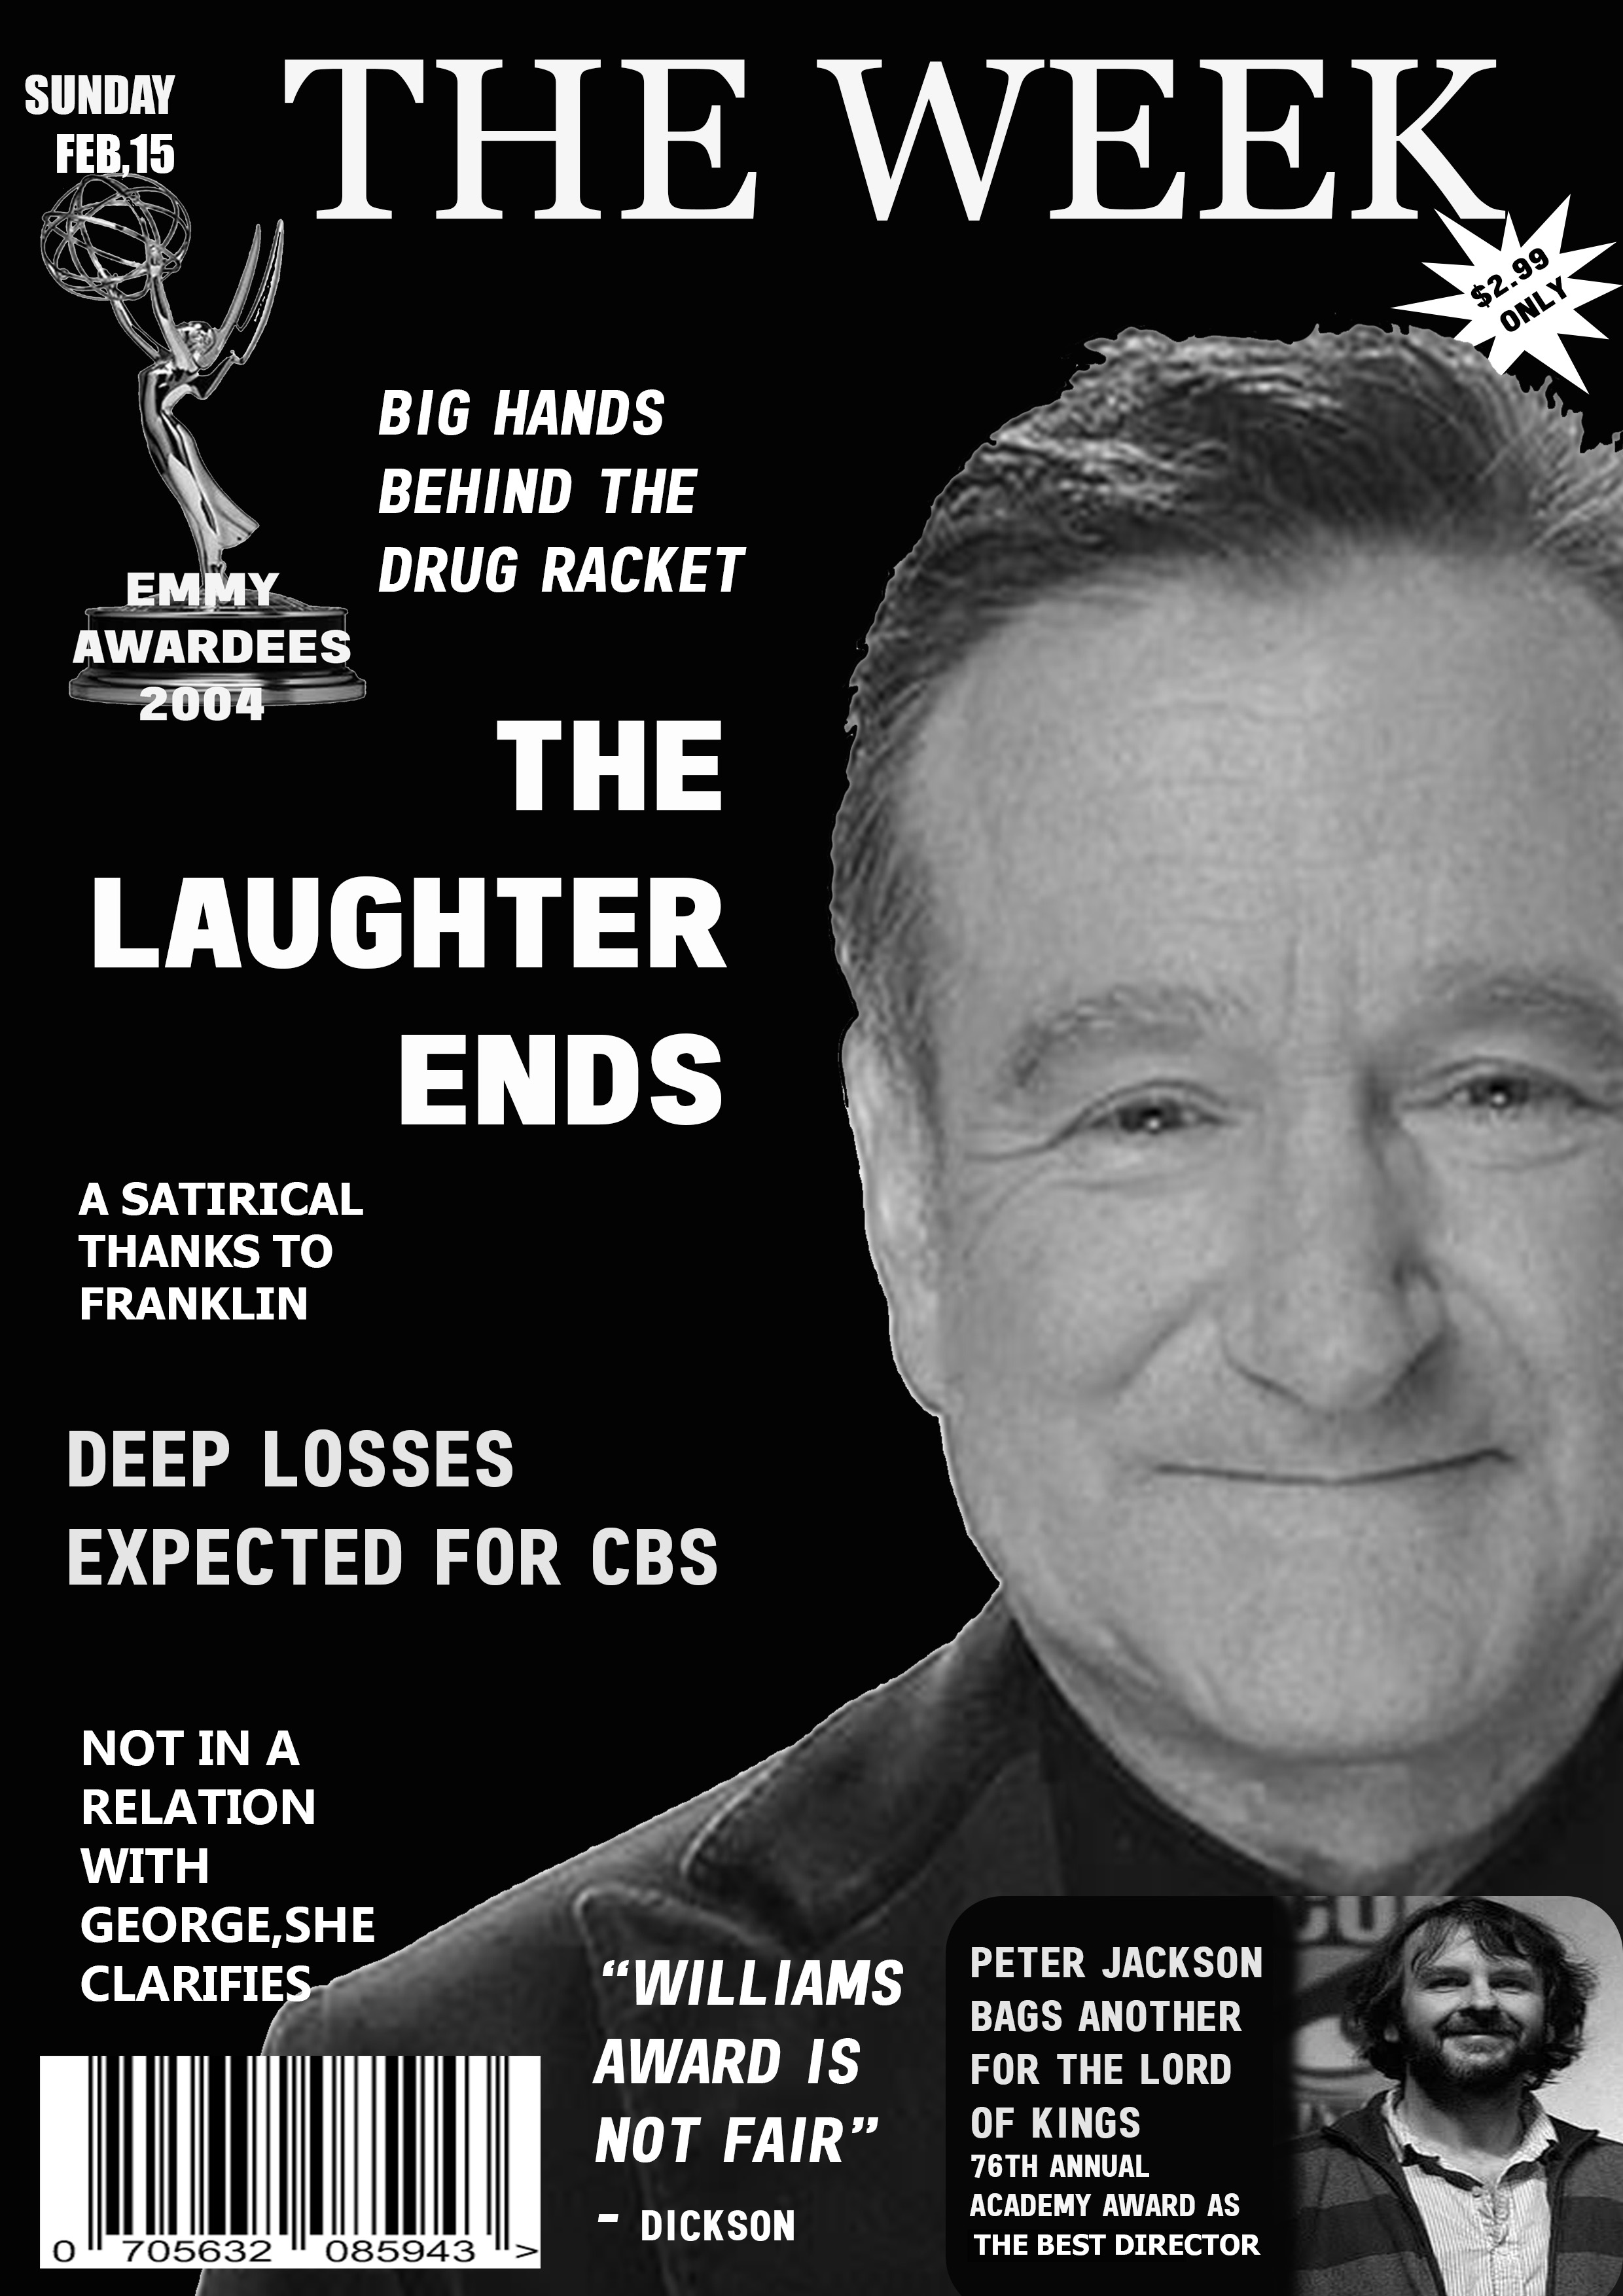 SUNDAY
FEB,15
THE WEEK
$2.99
ONLY
BIG HANDS
BEHIND THE
DRUG RACKET
EMMY
AWARDEES
2004
THE
LAUGHTER
ENDS
A SATIRICAL
THANKS TO
FRANKLIN
DEEP LOSSES
EXPECTED FOR CBS
NOT IN A
RELATION
WITH
GEORGE,SHE
CLARIFIES
0 705632 085943 >
“WILLIAMS
AWARD IS
NOT FAIR”
- DICKSON
PETER JACKSON
BAGS ANOTHER
FOR THE LORD
OF KINGS
76TH ANNUAL
ACADEMY AWARD AS
THE BEST DIRECTOR